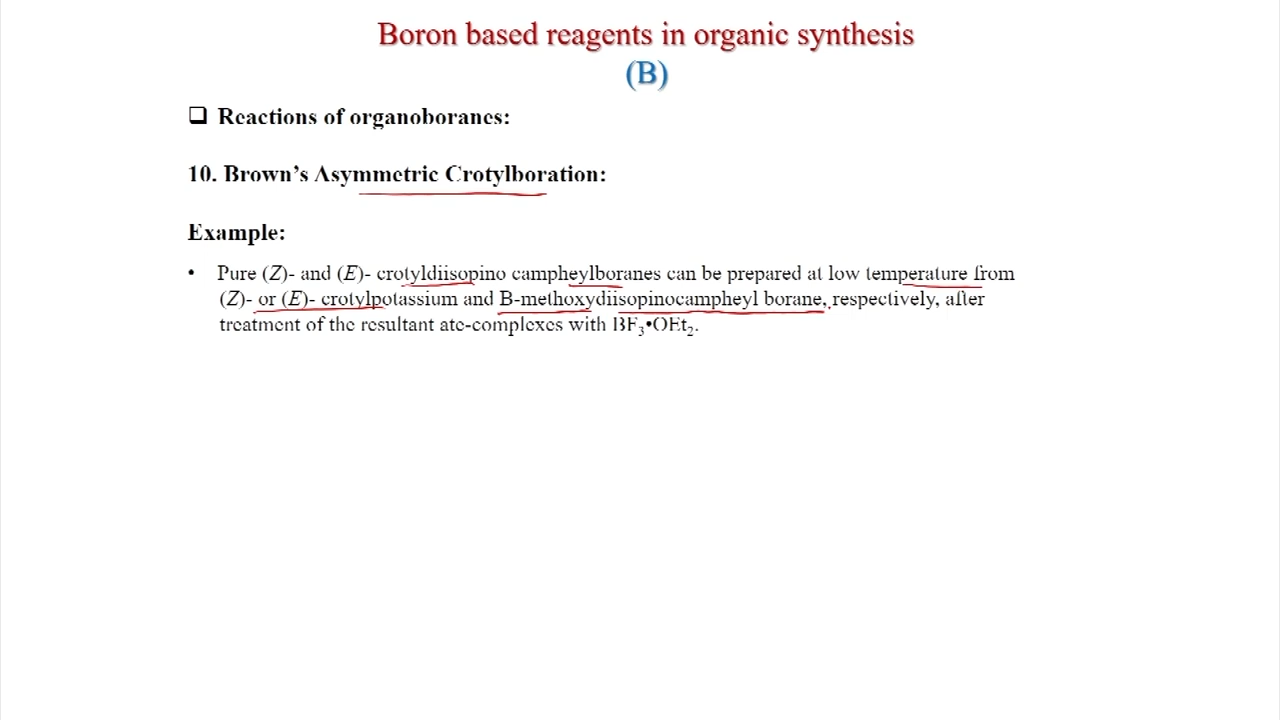 Boron based reagents in organic synthesis
(B)
❑ Reactions of organoboranes:
10. Brown’s Asymmetric Crotylboration:
Example:
• Pure (Z)- and (E)- crotyldiisopino campheylboranes can be prepared at low temperature from
(Z)- or (E)- crotylpotassium and B-methoxydiisopinocampheyl borane, respectively, after
treatment of the resultant ate-complexes with BF₃•OEt₂.